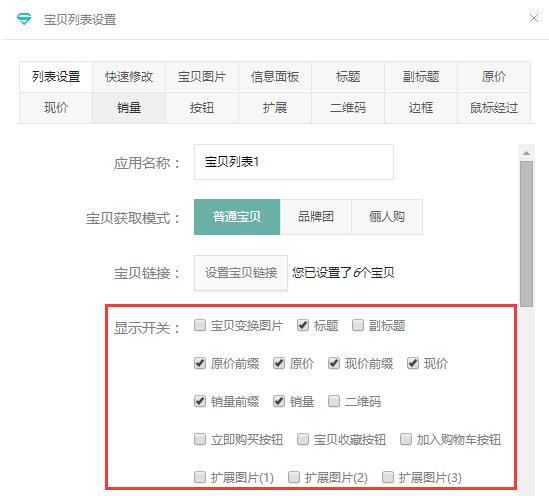 宝贝列表设置
列表设置 快速修改 宝贝图片 信息面板 标题 副标题 原价
现价 销量 按钮 扩展 二维码 边框 鼠标经过
应用名称： 宝贝列表1
宝贝获取模式： 普通宝贝 品牌团 俪人购
宝贝链接： 设置宝贝链接 您已设置了6个宝贝
显示开关： 宝贝变换图片 标题 副标题
原价前缀 原价 现价前缀 现价
销量前缀 销量 二维码
立即购买按钮 宝贝收藏按钮 加入购物车按钮
扩展图片(1) 扩展图片(2) 扩展图片(3)